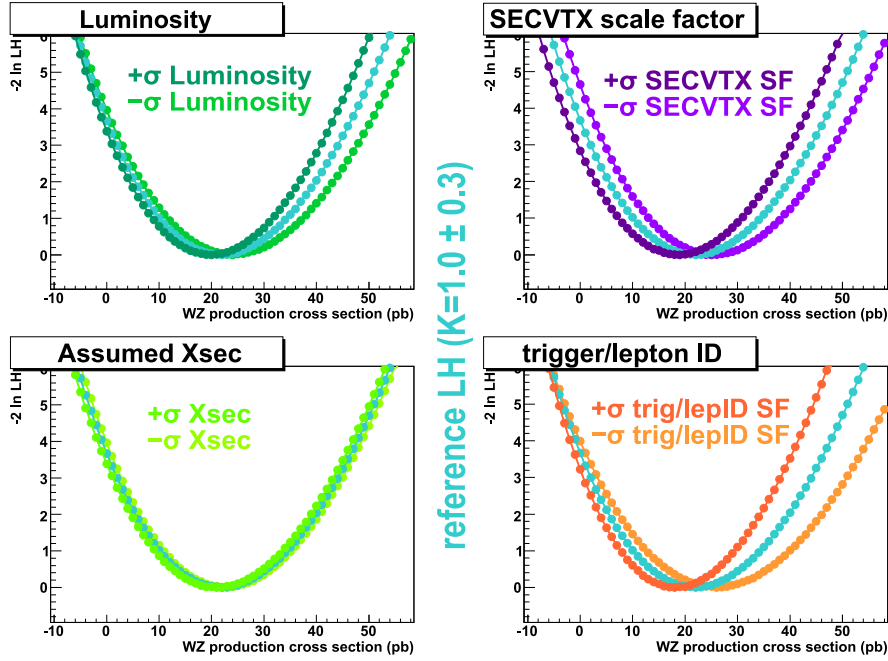 Luminosity
-2 ln LH
6
5
4
3
2
1
0
+σ Luminosity
−σ Luminosity
-10 0 10 20 30 40 50
WZ production cross section (pb)
SECVTX scale factor
-2 ln LH
6
5
4
3
2
1
0
+σ SECVTX SF
−σ SECVTX SF
-10 0 10 20 30 40 50
WZ production cross section (pb)
reference LH (K=1.0 ± 0.3)
Assumed Xsec
-2 ln LH
6
5
4
3
2
1
0
+σ Xsec
−σ Xsec
-10 0 10 20 30 40 50
WZ production cross section (pb)
trigger/lepton ID
-2 ln LH
6
5
4
3
2
1
0
+σ trig/lepID SF
−σ trig/lepID SF
-10 0 10 20 30 40 50
WZ production cross section (pb)